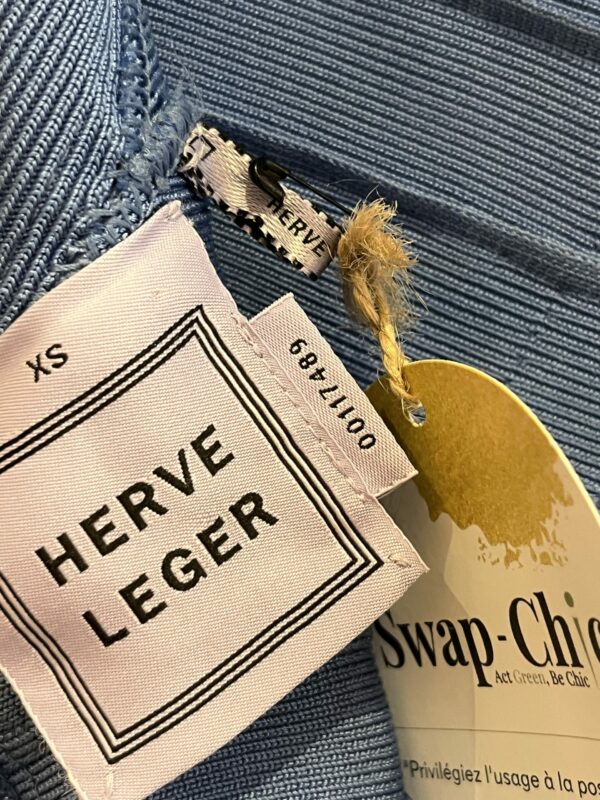 XS
HERVE
LEGER
HERVE
00117489
Swap-Chic
Act Green, Be Chic
*Privilégiez l'usage à la pos